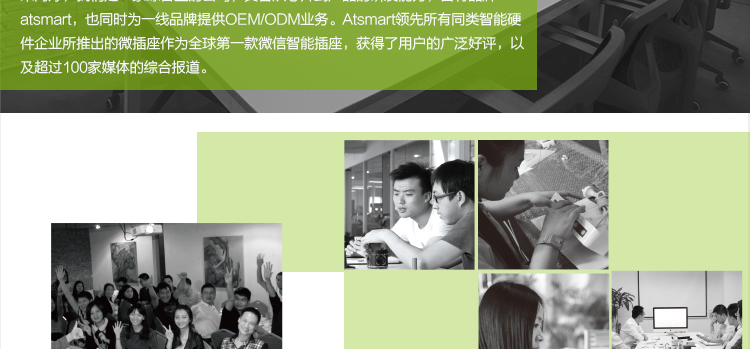 atsmart，也同时为一线品牌提供OEM/ODM业务。Atsmart领先所有同类智能硬
件企业所推出的微插座作为全球第一款微信智能插座，获得了用户的广泛好评，以
及超过100家媒体的综合报道。